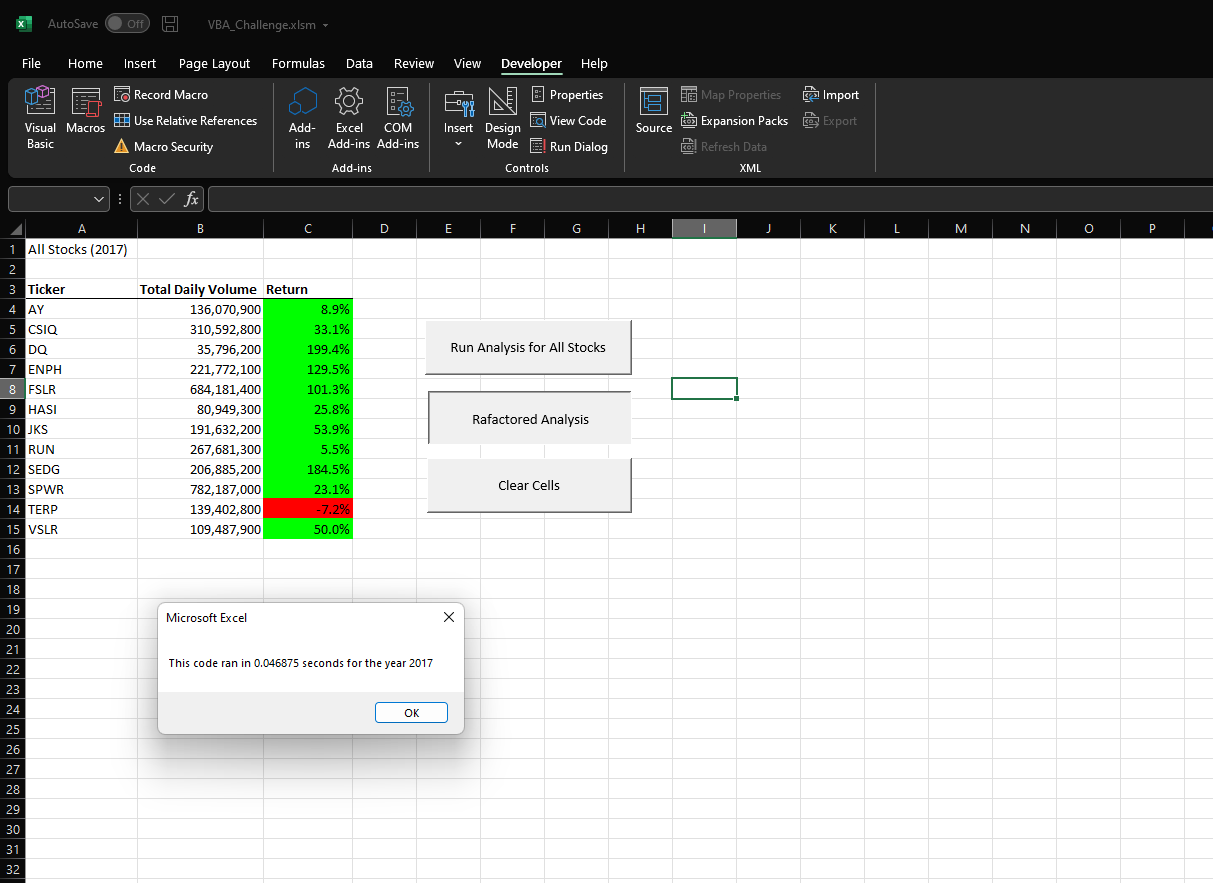 AutoSave Off VBA_Challenge.xlsm
File Home Insert Page Layout Formulas Data Review View Developer Help
Visual Basic
Macros
Record Macro
Use Relative References
Macro Security
Code
Add-ins
Excel Add-ins
COM Add-ins
Add-ins
Insert
Design Mode
Properties
View Code
Run Dialog
Controls
Source
Map Properties
Expansion Packs
Refresh Data
Import
Export
XML
fx
A B C D E F G H I J K L M N O P
1 All Stocks (2017)
2
3 Ticker Total Daily Volume Return
4 AY 136,070,900 8.9%
5 CSIQ 310,592,800 33.1%
6 DQ 35,796,200 199.4%
7 ENPH 221,772,100 129.5%
8 FSLR 684,181,400 101.3%
9 HASI 80,949,300 25.8%
10 JKS 191,632,200 53.9%
11 RUN 267,681,300 5.5%
12 SEDG 206,885,200 184.5%
13 SPWR 782,187,000 23.1%
14 TERP 139,402,800 -7.2%
15 VSLR 109,487,900 50.0%
Run Analysis for All Stocks
Rafactored Analysis
Clear Cells
16
17
18
19
20
21
22
23
24
25
26
27
28
29
30
31
32
Microsoft Excel
This code ran in 0.046875 seconds for the year 2017
OK